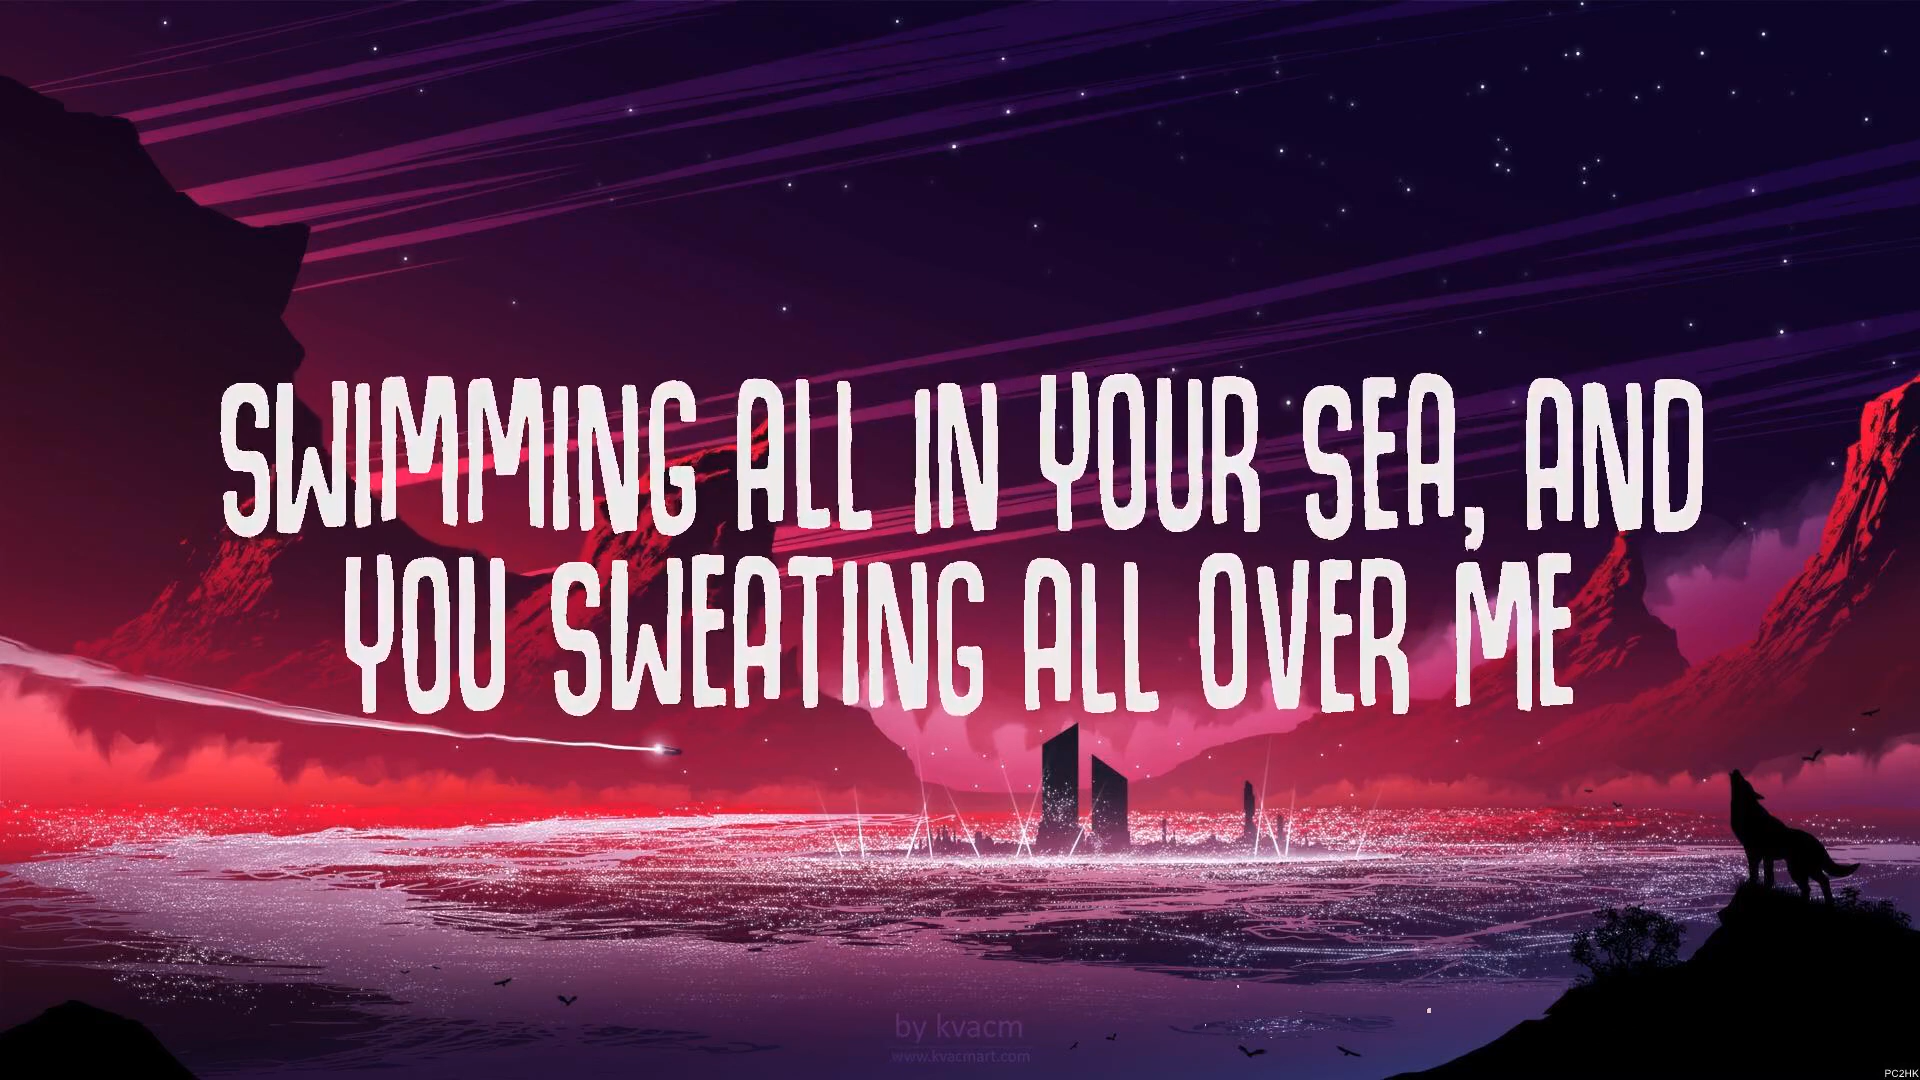 SWIMMING ALL IN YOUR SEA, AND
YOU SWEATING ALL OVER ME
by kvacm
www.kvacmart.com
PC2HK